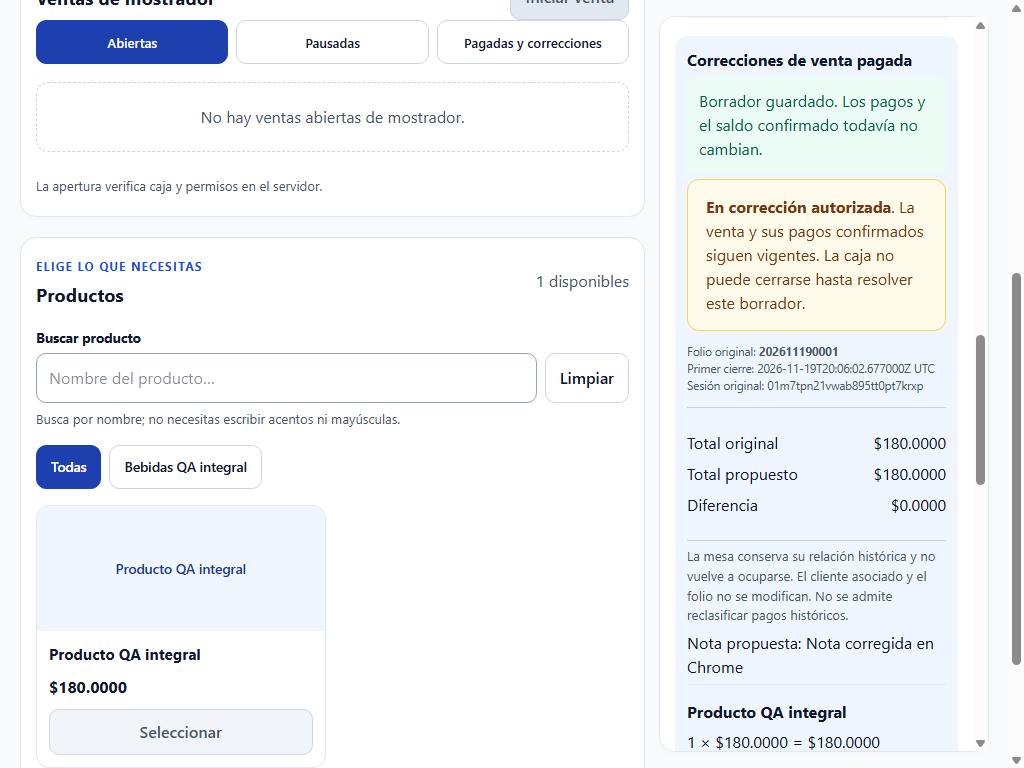 Ventas de mostrador
Iniciar venta
Abiertas
Pausadas
Pagadas y correcciones
No hay ventas abiertas de mostrador.
La apertura verifica caja y permisos en el servidor.
ELIGE LO QUE NECESITAS
Productos
1 disponibles
Buscar producto
Nombre del producto...
Limpiar
Busca por nombre; no necesitas escribir acentos ni mayúsculas.
Todas
Bebidas QA integral
Producto QA integral
Producto QA integral
$180.0000
Seleccionar
Correcciones de venta pagada
Borrador guardado. Los pagos y
el saldo confirmado todavía no
cambian.
En corrección autorizada. La
venta y sus pagos confirmados
siguen vigentes. La caja no
puede cerrarse hasta resolver
este borrador.
Folio original: 202611190001
Primer cierre: 2026-11-19T20:06:02.677000Z UTC
Sesión original: 01m7tpn21vwab895tt0pt7krxp
Total original $180.0000
Total propuesto $180.0000
Diferencia $0.0000
La mesa conserva su relación histórica y no
vuelve a ocuparse. El cliente asociado y el
folio no se modifican. No se admite
reclasificar pagos históricos.
Nota propuesta: Nota corregida en
Chrome
Producto QA integral
1 × $180.0000 = $180.0000